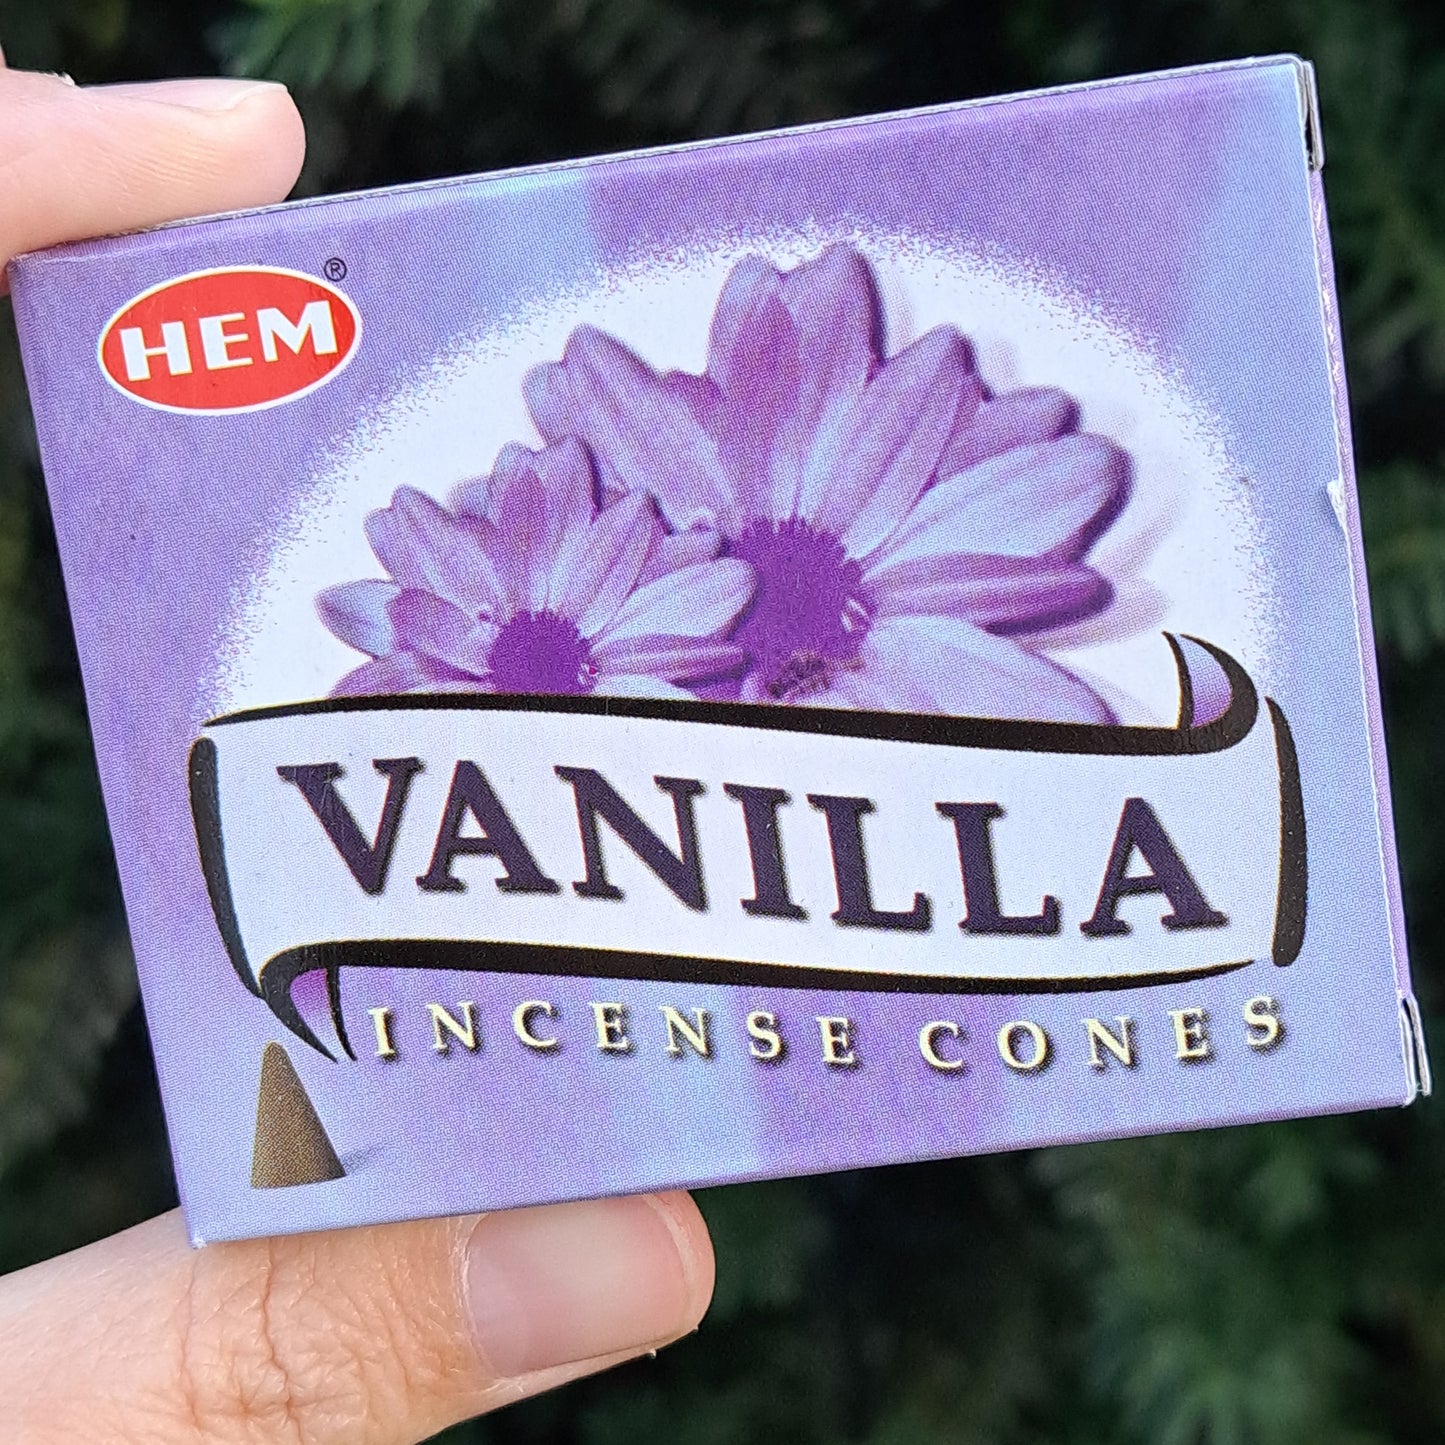 HEM ®
VANILLA
INCENSE CONES